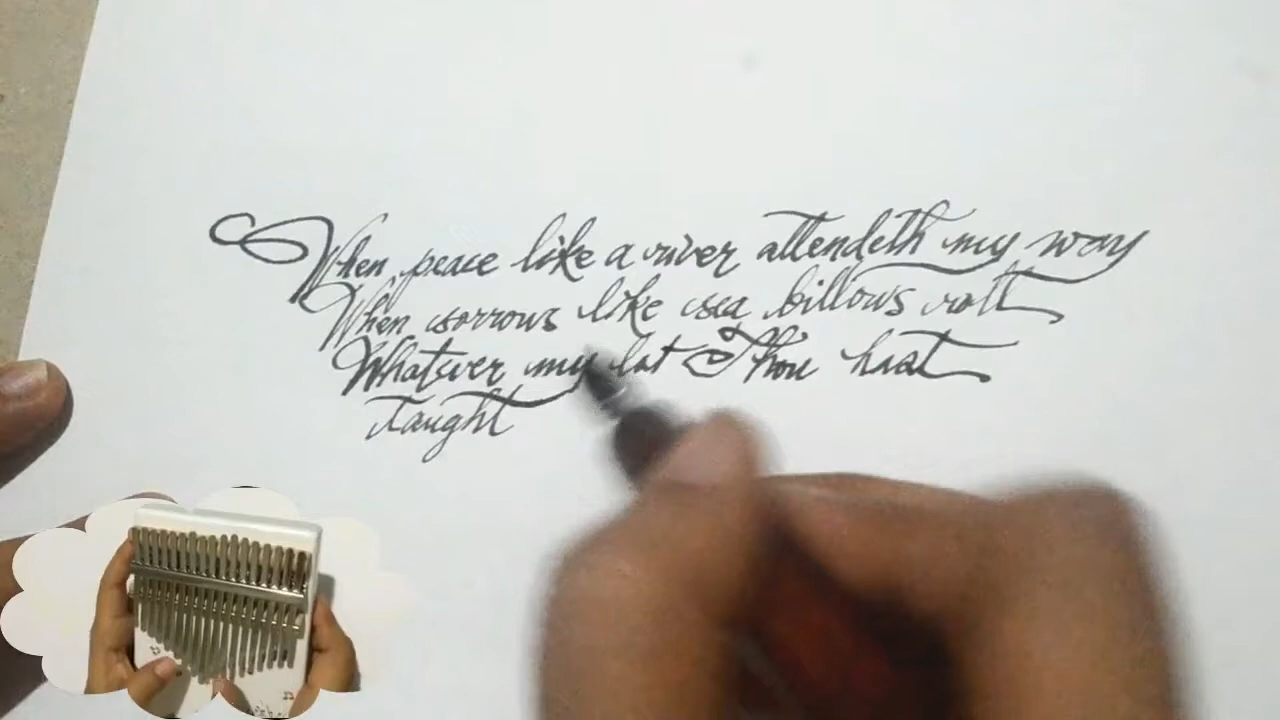 When peace like a river attendeth my way
When sorrows like sea billows roll
Whatever my lot Thou hast
taught